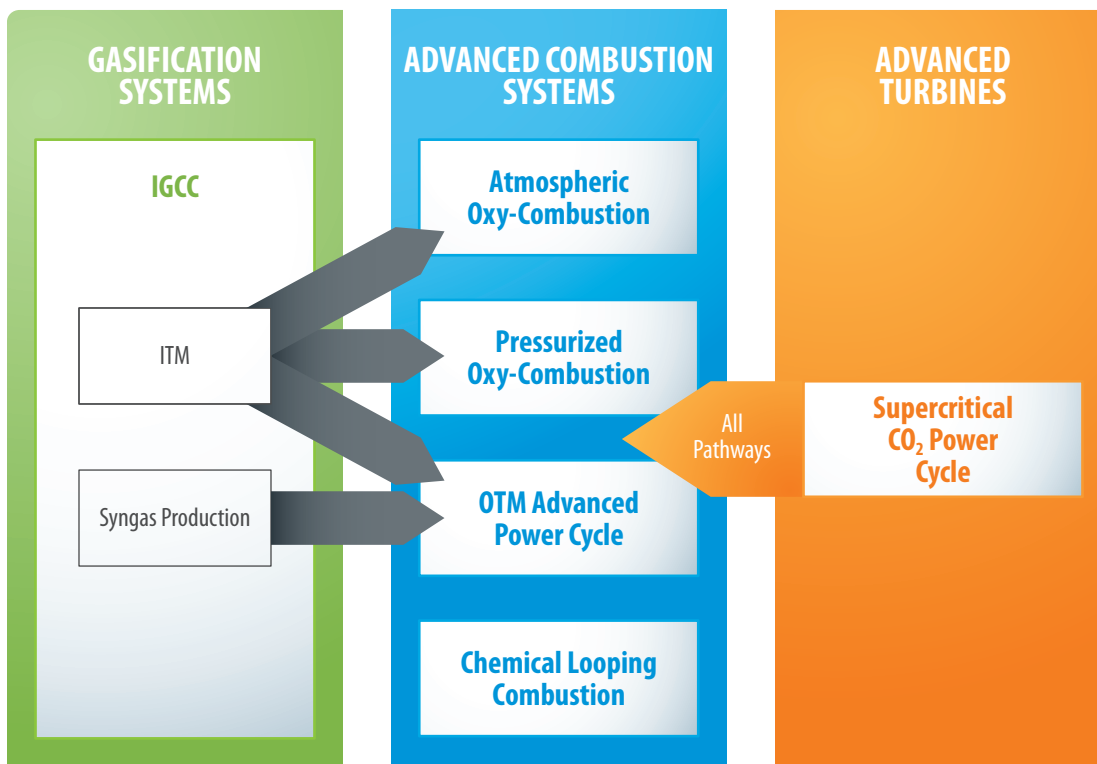 GASIFICATION
SYSTEMS
IGCC
ITM
Syngas Production
ADVANCED COMBUSTION
SYSTEMS
Atmospheric
Oxy-Combustion
Pressurized
Oxy-Combustion
OTM Advanced
Power Cycle
Chemical Looping
Combustion
ADVANCED
TURBINES
All
Pathways
Supercritical
CO₂ Power
Cycle